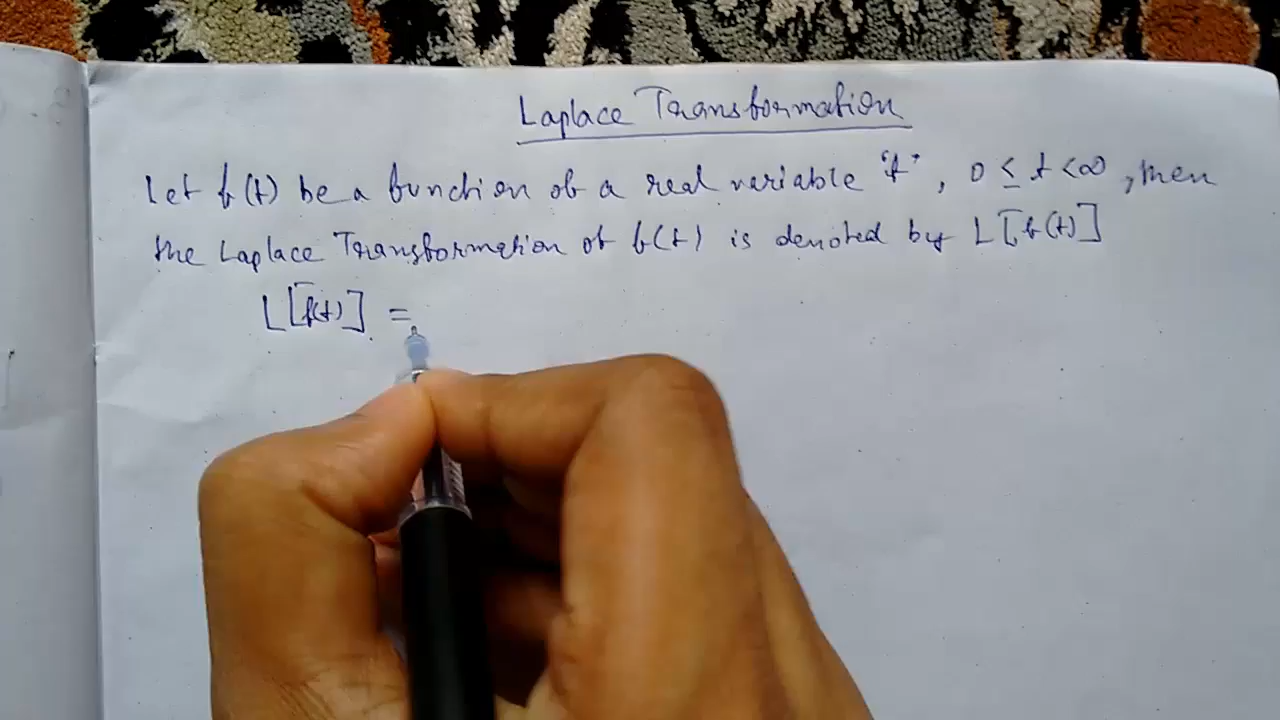 Laplace Transformation
Let f(t) be a function of a real variable 't', 0 ≤ t < ∞, then
the Laplace Transformation of f(t) is denoted by L[f(t)]
L[f(t)] =